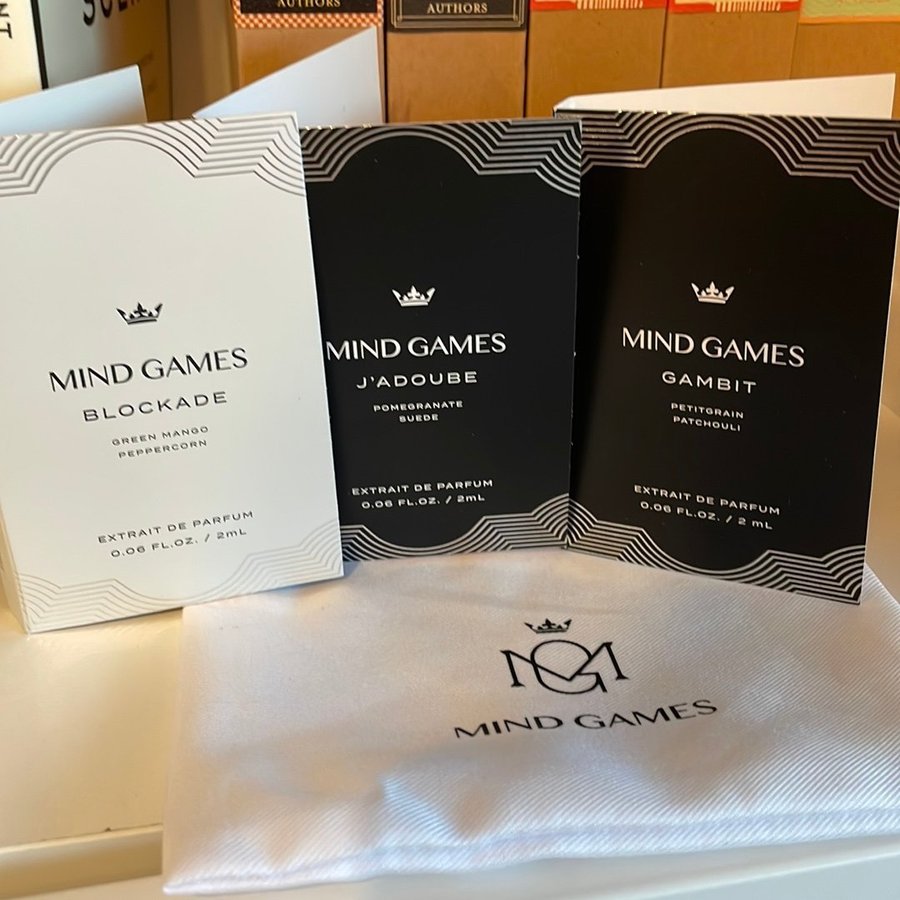 AUTHORS
AUTHORS
MIND GAMES
BLOCKADE
GREEN MANGO
PEPPERCORN
EXTRAIT DE PARFUM
0.06 FL.OZ. / 2mL
MIND GAMES
J'ADOUBE
POMEGRANATE
SUEDE
EXTRAIT DE PARFUM
0.06 FL.OZ. / 2mL
MIND GAMES
GAMBIT
PETITGRAIN
PATCHOULI
EXTRAIT DE PARFUM
0.06 FL.OZ. / 2 mL
MG
MIND GAMES